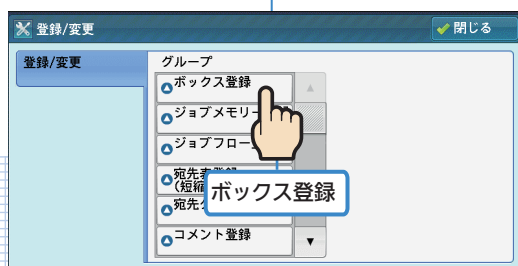 登録/変更
閉じる
登録/変更
グループ
ボックス登録
ジョブメモリー
ジョブフロー
宛先表登録
(短縮
宛先
ボックス登録
コメント登録